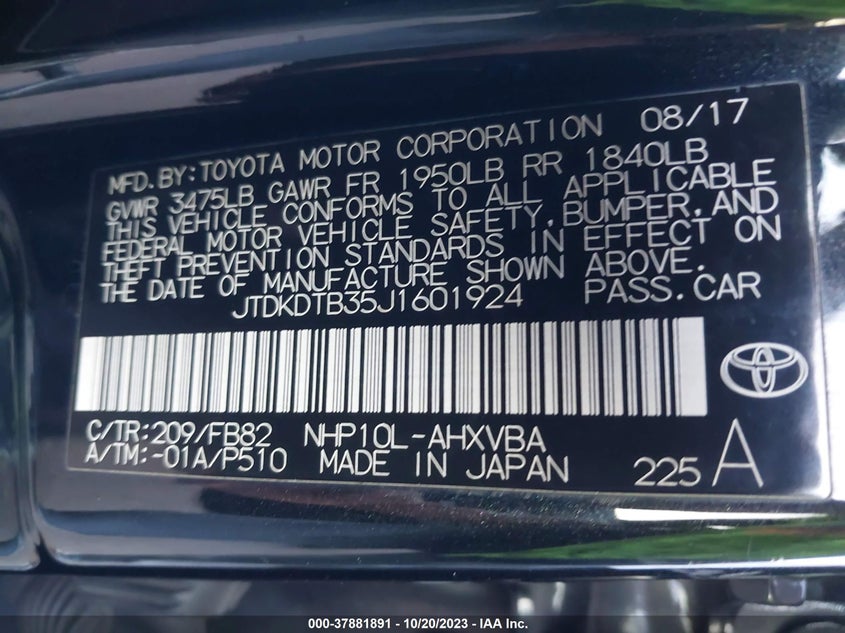 MFD.BY:TOYOTA MOTOR CORPORATION 08/17
GVWR 3475LB GAWR FR 1950LB RR 1840LB
THIS VEHICLE CONFORMS TO ALL APPLICABLE
FEDERAL MOTOR VEHICLE SAFETY,BUMPER,AND
THEFT PREVENTION STANDARDS IN EFFECT ON
THE DATE OF MANUFACTURE SHOWN ABOVE.
JTDKDTB35J1601924 PASS.CAR
C/TR:209/FB82 NHP10L-AHXVBA
A/TM:-01A/P510 MADE IN JAPAN 225 A
000-37881891 - 10/20/2023 - IAA Inc.